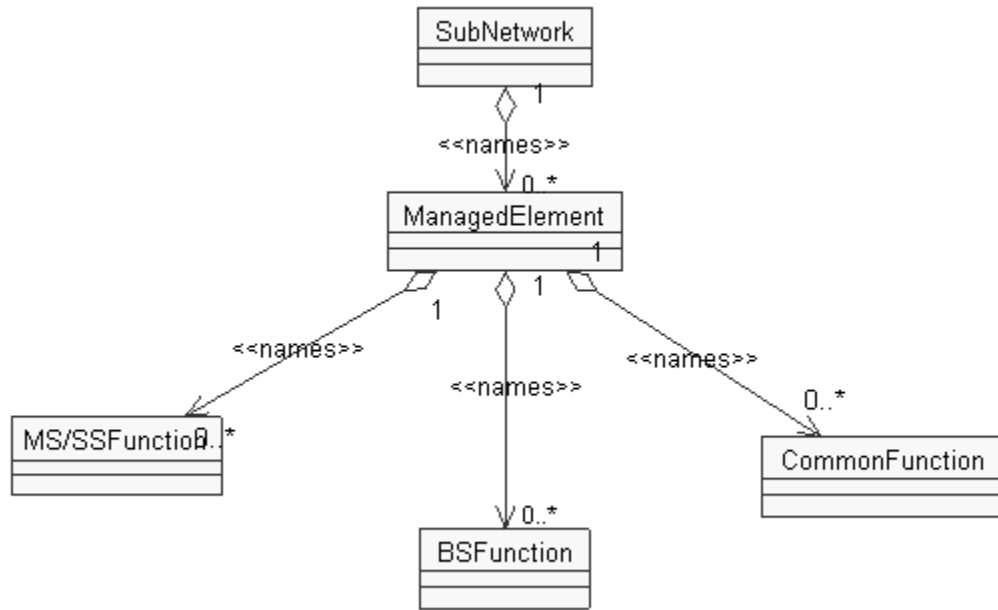 SubNetwork
1
<<names>>
0..*
ManagedElement
1
1
1
<<names>>
<<names>>
<<names>>
0..*
0..*
MS/SSFunction
CommonFunction
0..*
BSFunction